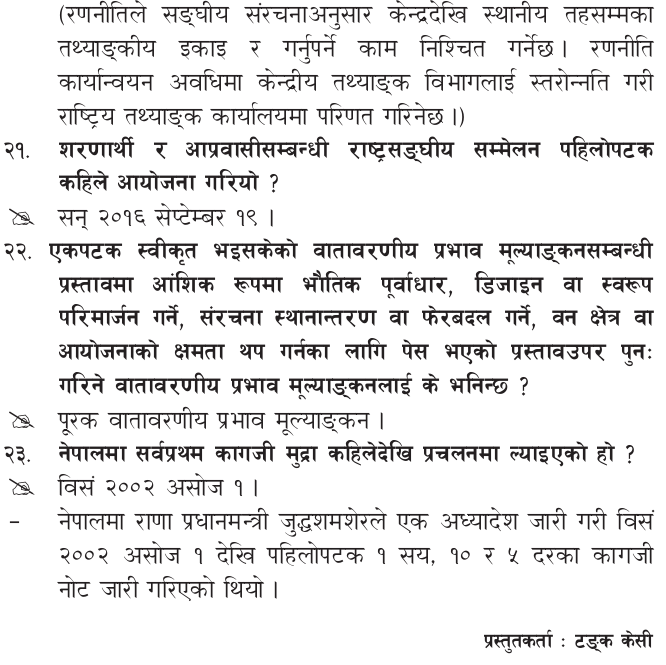 (रणनीतिले सङ्घीय संरचनाअनुसार केन्द्रदेखि स्थानीय तहसम्मका
तथ्याङ्कीय इकाइ र गर्नुपर्ने काम निश्चित गर्नेछ। रणनीति
कार्यान्वयन अवधिमा केन्द्रीय तथ्याङ्क विभागलाई स्तरोन्नति गरी
राष्ट्रिय तथ्याङ्क कार्यालयमा परिणत गरिनेछ।)
२१. शरणार्थी र आप्रवासीसम्बन्धी राष्ट्रसङ्घीय सम्मेलन पहिलोपटक
कहिले आयोजना गरियो ?
सन् २०१६ सेप्टेम्बर १९ ।
२२. एकपटक स्वीकृत भइसकेको वातावरणीय प्रभाव मूल्याङ्कनसम्बन्धी
प्रस्तावमा आंशिक रूपमा भौतिक पूर्वाधार, डिजाइन वा स्वरूप
परिमार्जन गर्ने, संरचना स्थानान्तरण वा फेरबदल गर्ने, वन क्षेत्र वा
आयोजनाको क्षमता थप गर्नका लागि पेस भएको प्रस्तावउपर पुनः
गरिने वातावरणीय प्रभाव मूल्याङ्कनलाई के भनिन्छ ?
पूरक वातावरणीय प्रभाव मूल्याङ्कन ।
२३. नेपालमा सर्वप्रथम कागजी मुद्रा कहिलेदेखि प्रचलनमा ल्याइएको हो ?
विसं २००२ असोज १ ।
– नेपालमा राणा प्रधानमन्त्री जुद्धशमशेरले एक अध्यादेश जारी गरी विसं
२००२ असोज १ देखि पहिलोपटक १ सय, १० र ५ दरका कागजी
नोट जारी गरिएको थियो ।
प्रस्तुतकर्ता : टङ्क केसी